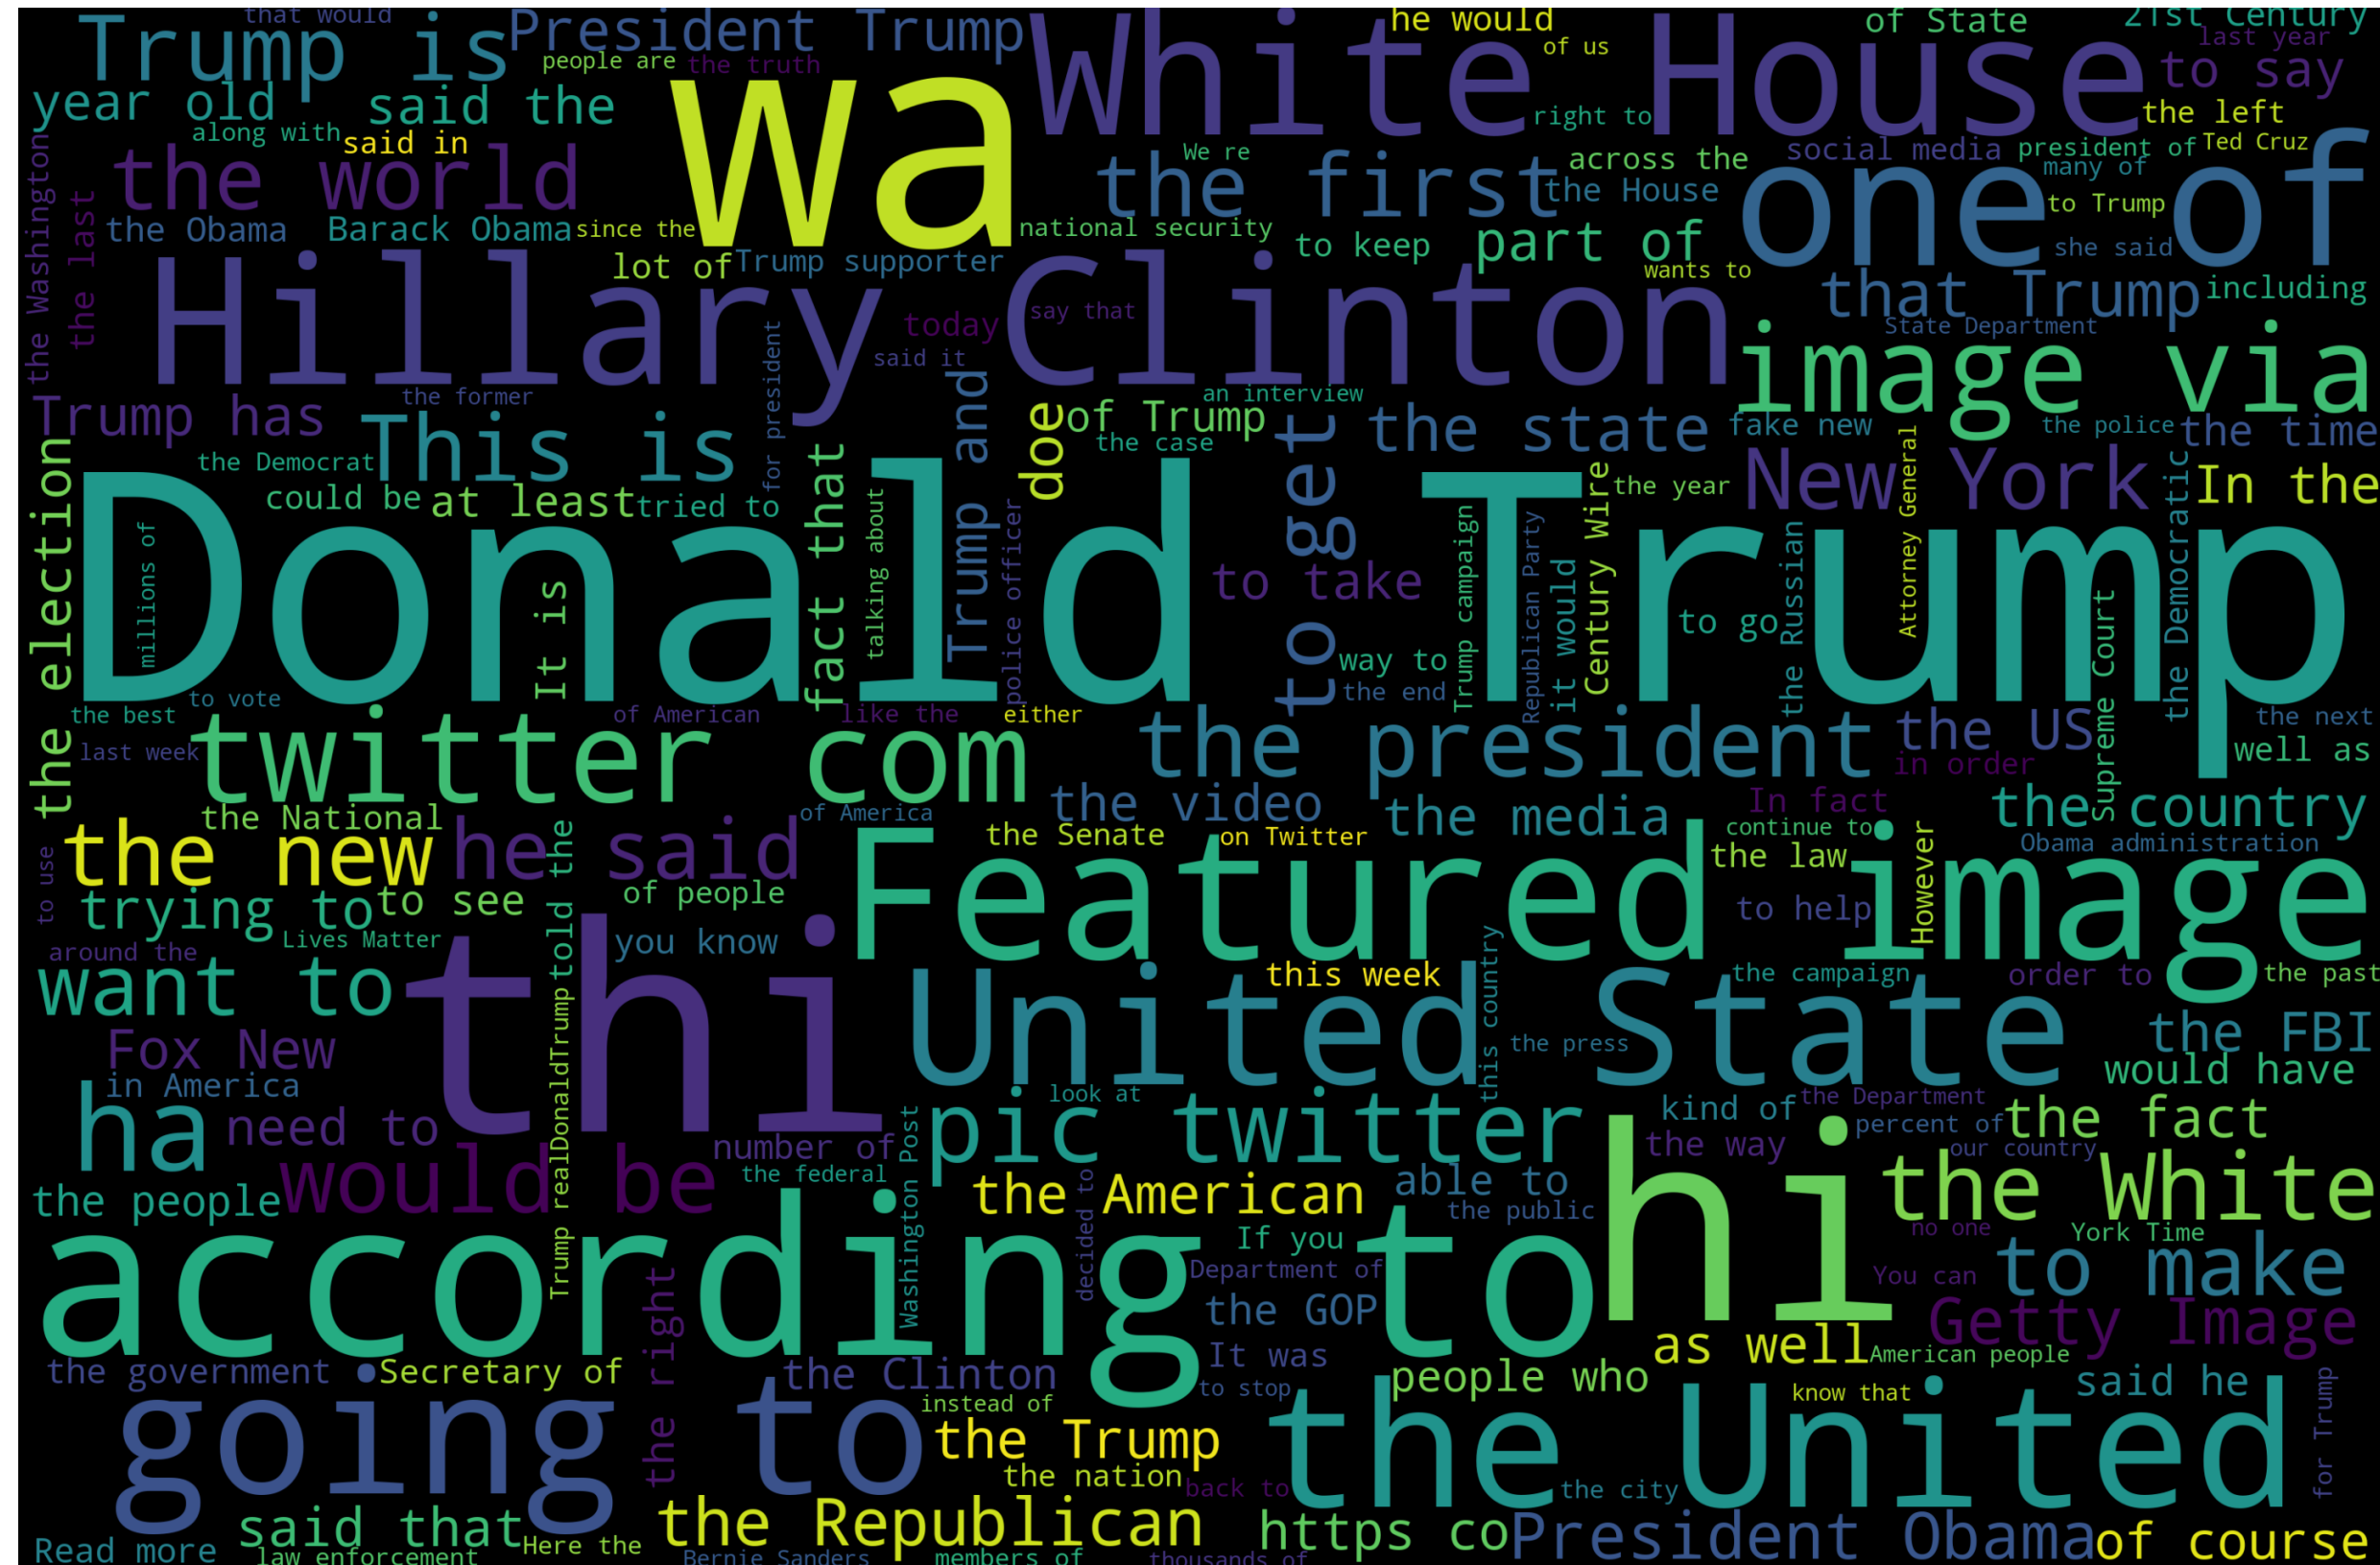 that would
Trump is
President Trump
White House
he would
of us
of State
21st Century
last year
people are
the truth
to say
year old
said the
wa
right to
the left
along with
said in
the world
We re
the first
across the
social media
president of
Ted Cruz
many of
one of
the Washington
the last
the House
to Trump
the Obama
Barack Obama
since the
national security
to keep
part of
she said
lot of
Trump supporter
wants to
Hillary Clinton
that Trump
including
today
say that
State Department
for president
said it
image via
the former
an interview
Trump has
This is
Trump and
doe
of Trump
to get
the state
fake new
the police
the time
the case
the election
the Democrat
fact that
could be
at least
tried to
talking about
the year
New York
Attorney General
the Democratic
In the
Donald Trump
millions of
It is
police officer
to take
Trump campaign
Republican Party
it would
Century Wire
to go
the Russian
Supreme Court
way to
the end
to vote
the best
of American
like the
either
the next
last week
twitter com
the president
the US
in order
well as
the National
of America
the video
the media
In fact
the country
the new
he said
told the
the Senate
on Twitter
continue to
Obama administration
Featured image
the law
However
to use
trying to
to see
of people
to help
around the
Lives Matter
you know
want to
thi
this week
this country
the campaign
order to
the past
United State
Fox New
Trump realDonaldTrump
the press
the FBI
in America
look at
would have
ha
need to
number of
Washington Post
pic twitter
kind of
the Department
percent of
the fact
the way
our country
would be
the federal
decided to
the people
the American
able to
the public
hi
the White
according to
If you
no one
York Time
Department of
You can
to make
the right
the GOP
Getty Image
the government
Secretary of
the Clinton
It was
to stop
people who
as well
American people
going to
instead of
know that
said he
for Trump
the Trump
the United
the nation
back to
the city
said that
the Republican
https co
President Obama
of course
Read more
law enforcement
Here the
Bernie Sanders
members of
thousands of